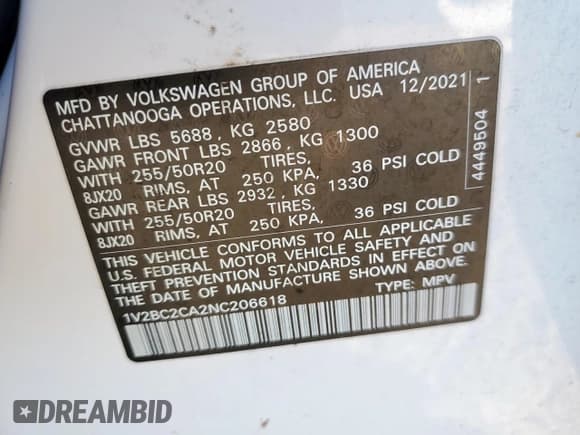 MFD BY VOLKSWAGEN GROUP OF AMERICA
CHATTANOOGA OPERATIONS, LLC. USA 12/2021
GVWR LBS 5688 , KG 2580
GAWR FRONT LBS 2866 , KG 1300
WITH 255/50R20 TIRES,
8JX20 RIMS, AT 250 KPA, 36 PSI COLD
GAWR REAR LBS 2932 , KG 1330
WITH 255/50R20 TIRES,
8JX20 RIMS, AT 250 KPA, 36 PSI COLD
THIS VEHICLE CONFORMS TO ALL APPLICABLE
U.S. FEDERAL MOTOR VEHICLE SAFETY AND
THEFT PREVENTION STANDARDS IN EFFECT ON
THE DATE OF MANUFACTURE SHOWN ABOVE.
1V2BC2CA2NC206618 TYPE: MPV
4449504 1
DREAMBID